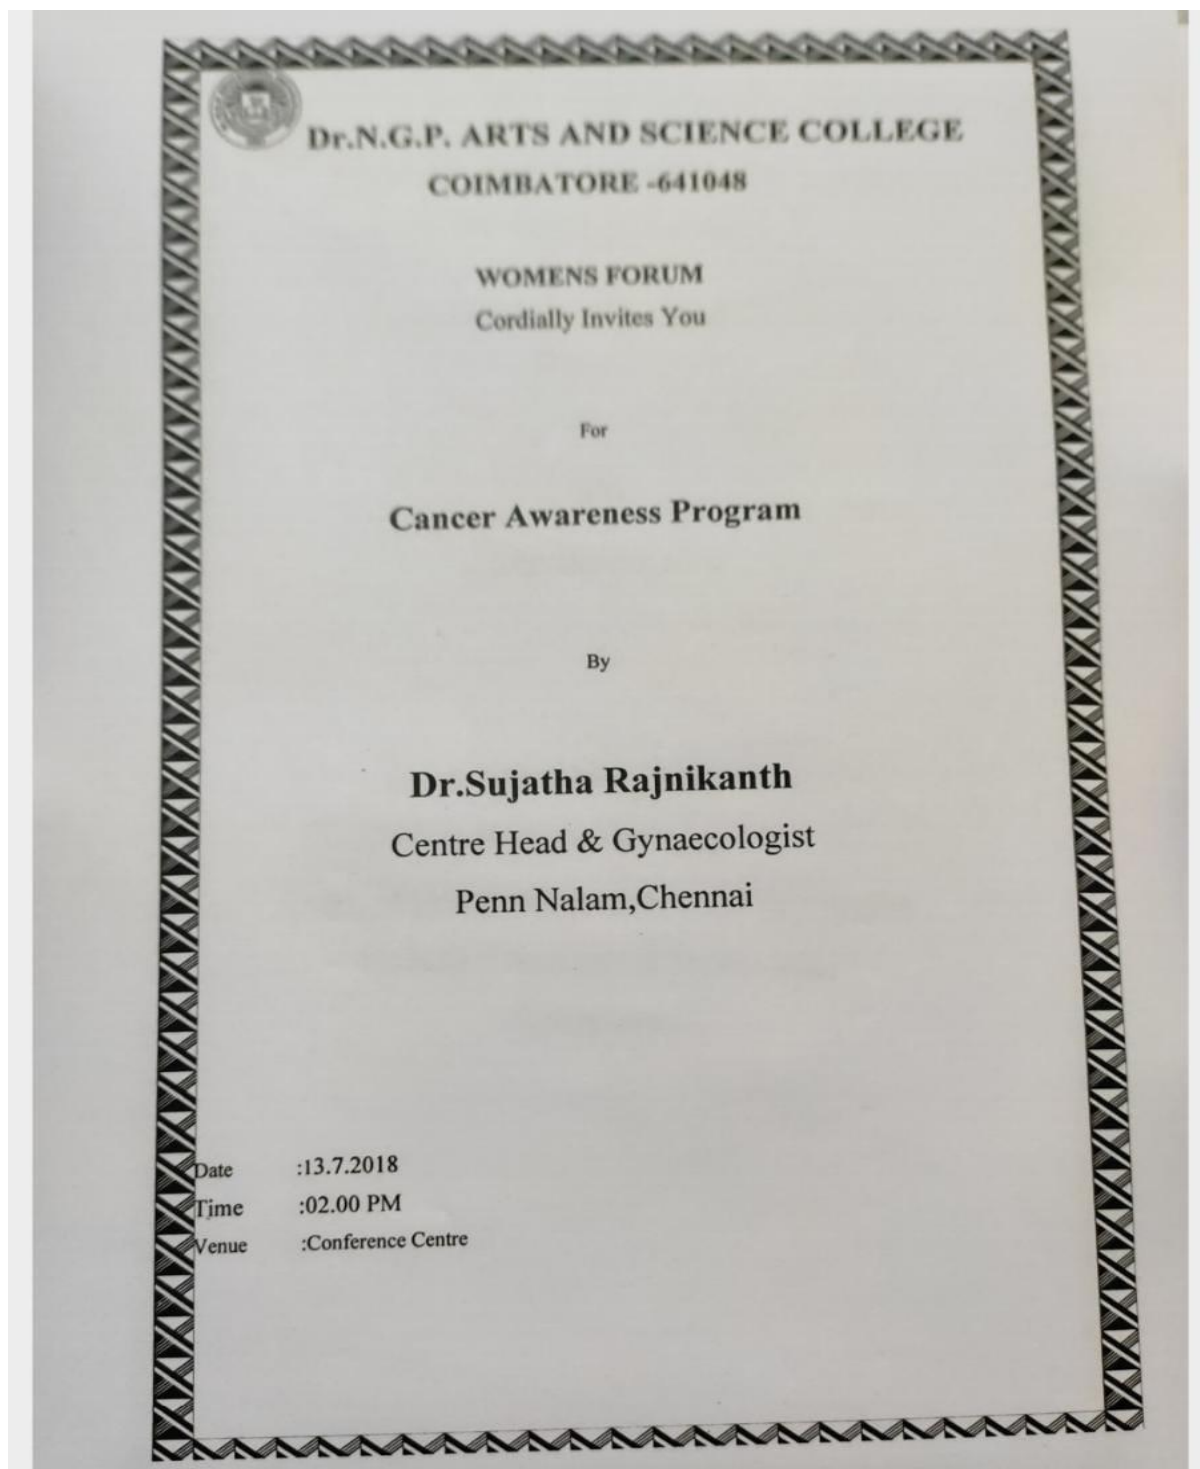 Dr.N.G.P. ARTS AND SCIENCE COLLEGE
COIMBATORE -641048
WOMENS FORUM
Cordially Invites You
For
Cancer Awareness Program
By
Dr.Sujatha Rajnikanth
Centre Head & Gynaecologist
Penn Nalam,Chennai
Date :13.7.2018
Time :02.00 PM
Venue :Conference Centre